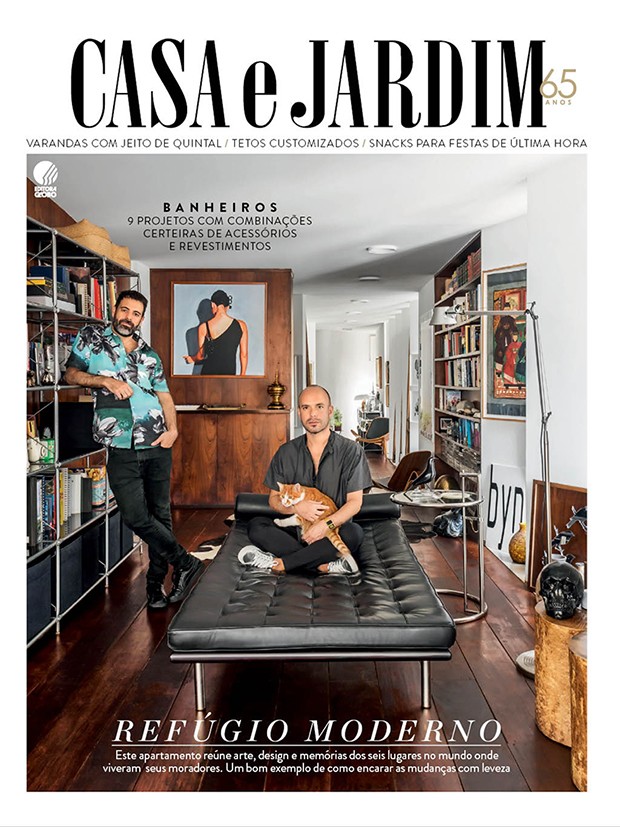 CASA e JARDIM
65
ANOS
VARANDAS COM JEITO DE QUINTAL / TETOS CUSTOMIZADOS / SNACKS PARA FESTAS DE ÚLTIMA HORA
EDITORA
GLOBO
BANHEIROS
9 PROJETOS COM COMBINAÇÕES
CERTEIRAS DE ACESSÓRIOS
E REVESTIMENTOS
byn
REFÚGIO MODERNO
Este apartamento reúne arte, design e memórias dos seis lugares no mundo onde
viveram seus moradores. Um bom exemplo de como encarar as mudanças com leveza